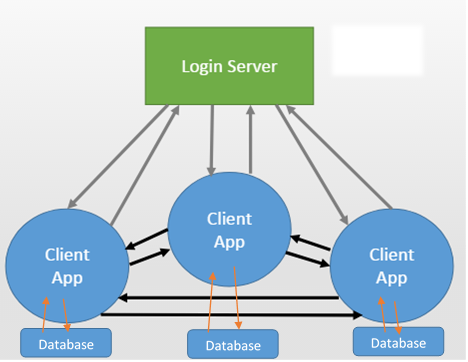 Login Server
Client
App
Client
App
Client
App
Database
Database
Database